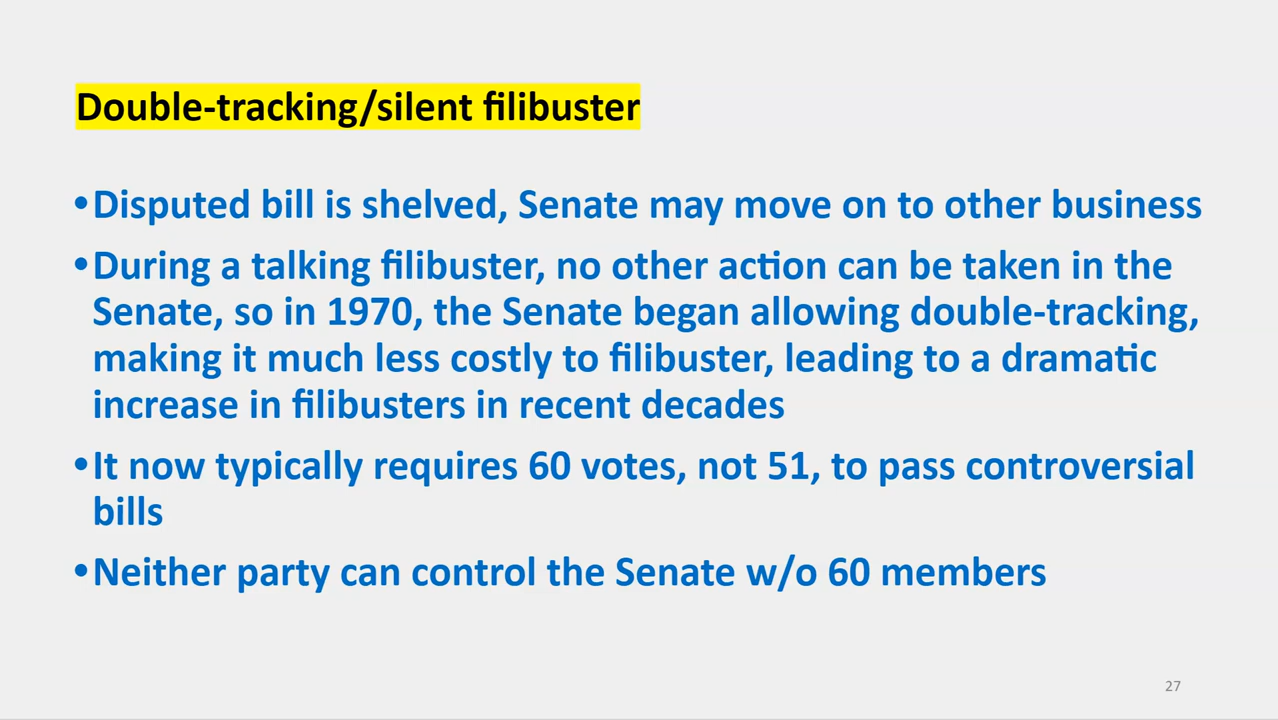 Double-tracking/silent filibuster
•Disputed bill is shelved, Senate may move on to other business
•During a talking filibuster, no other action can be taken in the
Senate, so in 1970, the Senate began allowing double-tracking,
making it much less costly to filibuster, leading to a dramatic
increase in filibusters in recent decades
•It now typically requires 60 votes, not 51, to pass controversial
bills
•Neither party can control the Senate w/o 60 members
27